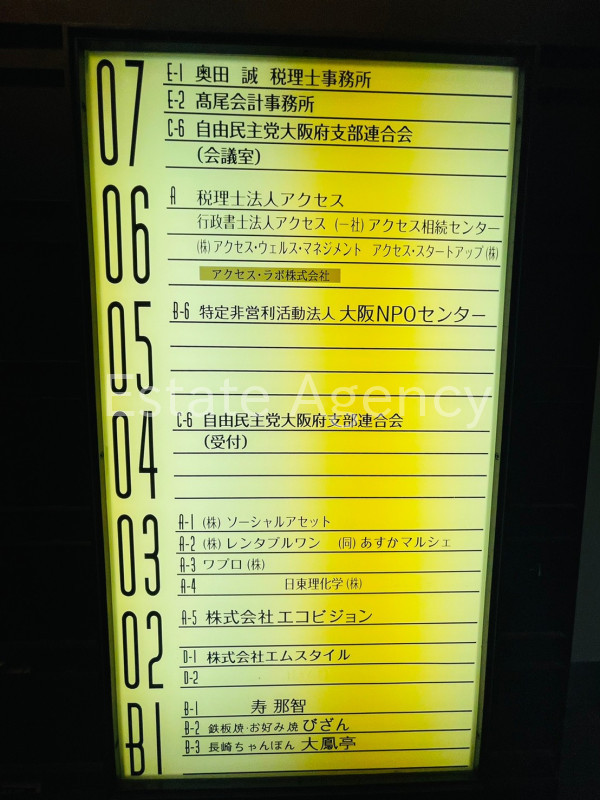 07
E-1 奥田 誠 税理士事務所
E-2 髙尾会計事務所
C-6 自由民主党大阪府支部連合会
(会議室)
06
A 税理士法人アクセス
行政書士法人アクセス (一社)アクセス相続センター
(株)アクセス・ウェルス・マネジメント アクセス・スタートアップ(株)
アクセス・ラボ株式会社
05
B-6 特定非営利活動法人 大阪NPOセンター
Estate Agency
04
C-6 自由民主党大阪府支部連合会
(受付)
03
A-1 (株) ソーシャルアセット
A-2 (株) レンタブルワン (同) あすかマルシェ
A-3 ワプロ (株)
A-4 日東理化学 (株)
02
A-5 株式会社エコビジョン
D-1 株式会社エムスタイル
D-2
B1
B-1 寿 那智
B-2 鉄板焼・お好み焼 びざん
B-3 長崎ちゃんぽん 大鳳亭